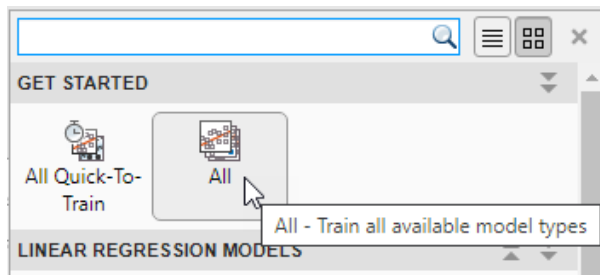 GET STARTED
All Quick-To-
Train
All
All - Train all available model types
LINEAR REGRESSION MODELS